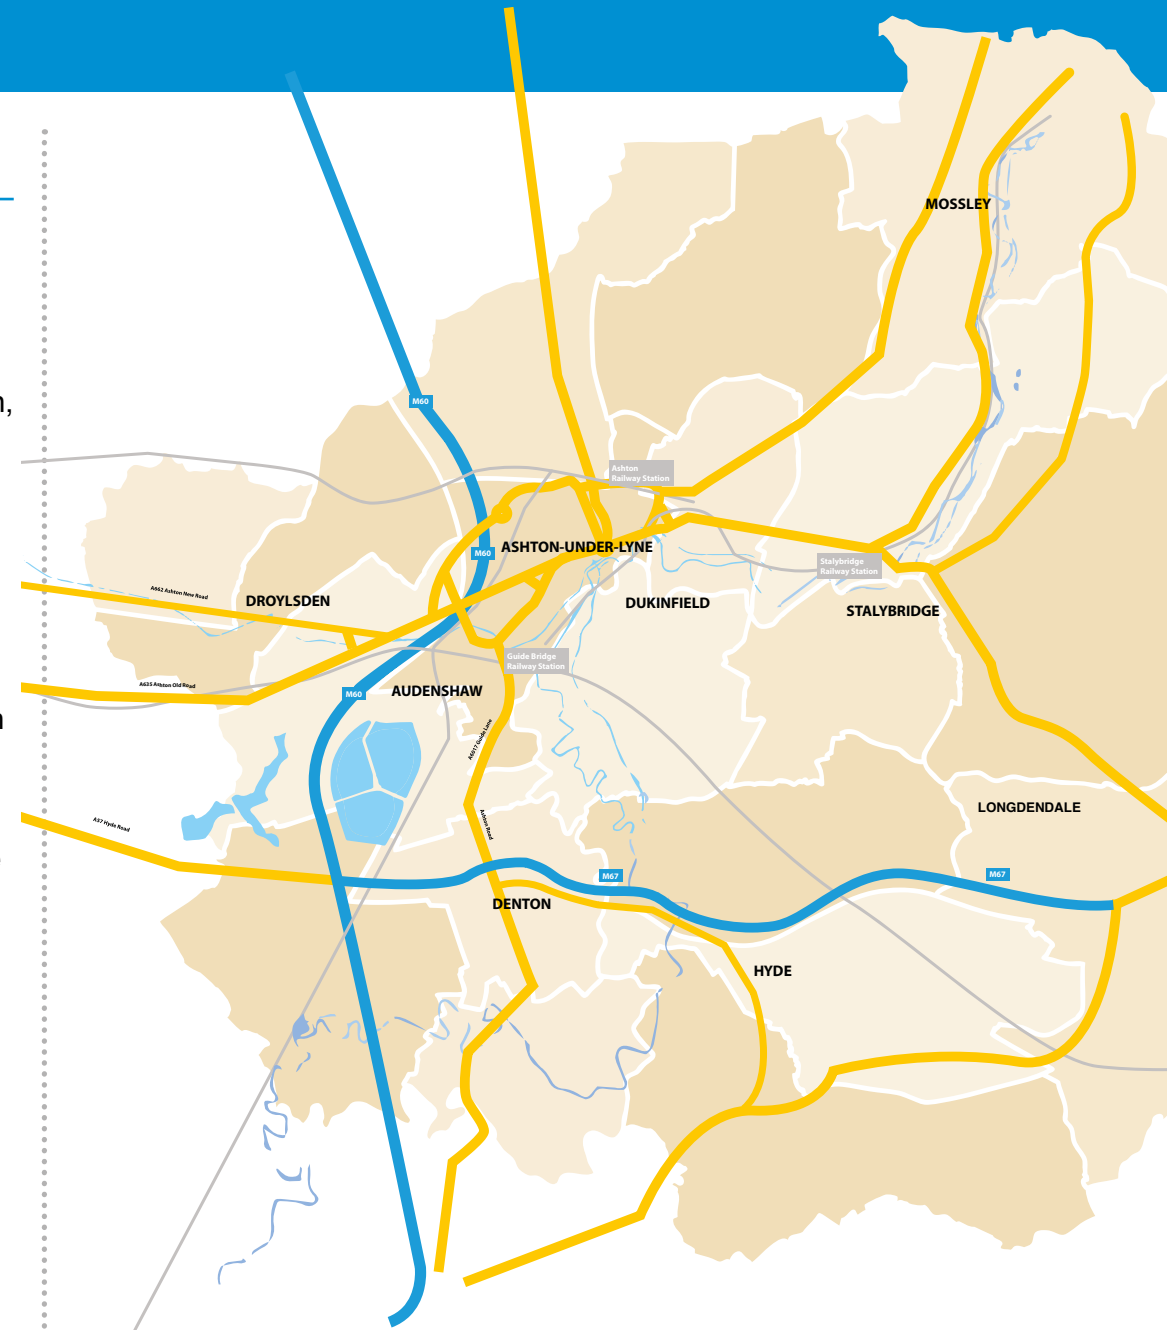 n,
n
MOSSLEY
M60
Ashton
Railway Station
M60
ASHTON-UNDER-LYNE
Stalybridge
Railway Station
A662 Ashton New Road
DROYLSDEN
DUKINFIELD
STALYBRIDGE
Guide Bridge
Railway Station
A635 Ashton Old Road
M60
AUDENSHAW
A6017 Guide Lane
LONGDENDALE
A57 Hyde Road
Ashton Road
M67
M67
DENTON
HYDE